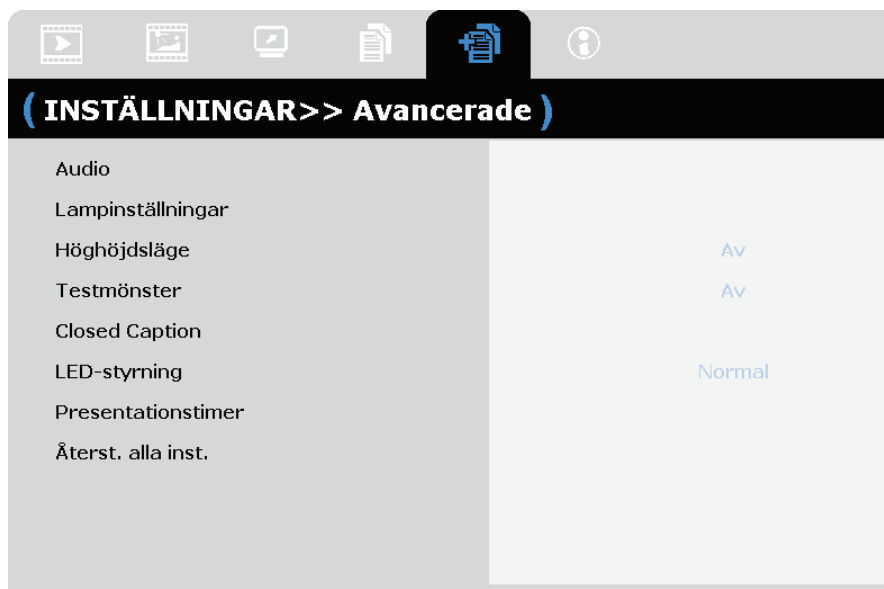 (INSTÄLLNINGAR>> Avancerade)
Audio
Lampinställningar
Höghöjdsläge Av
Testmönster Av
Closed Caption
LED-styrning Normal
Presentationstimer
Återst. alla inst.